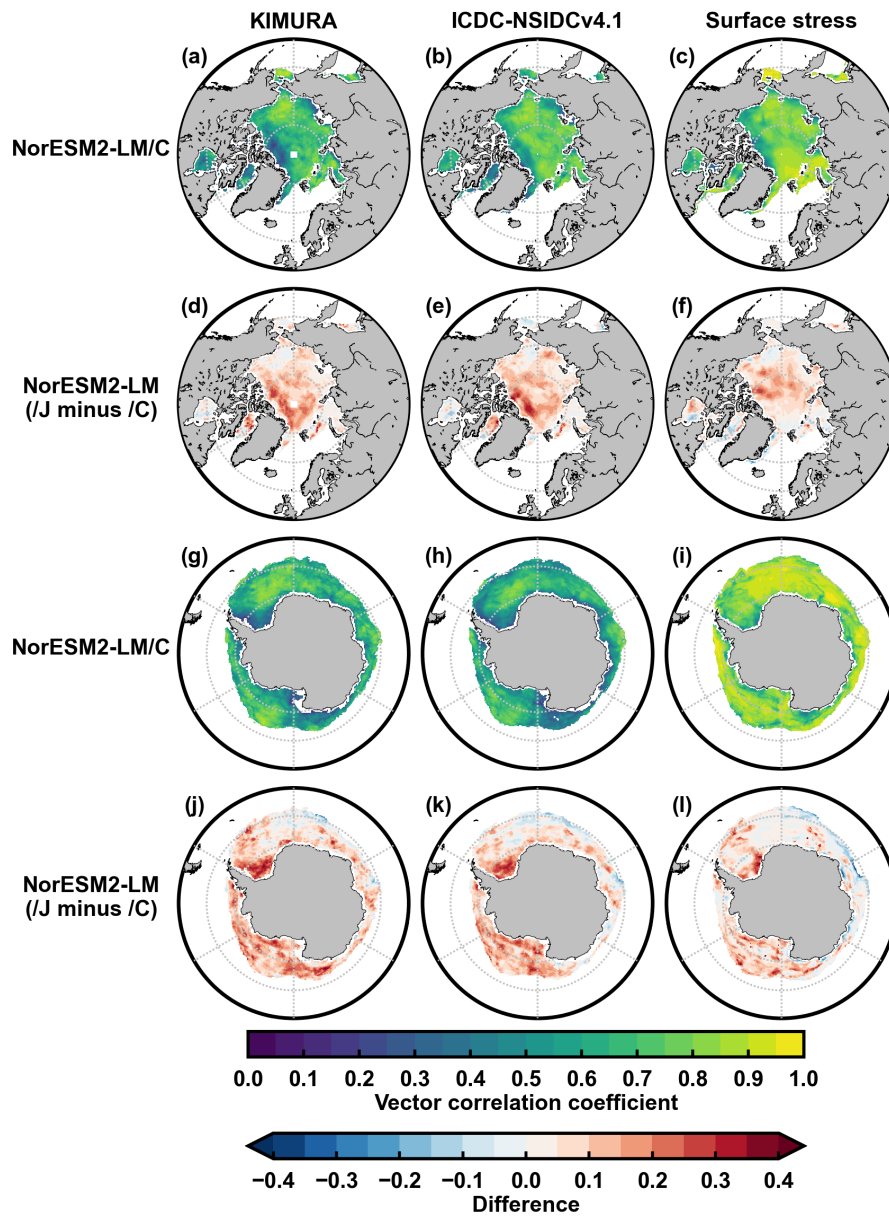 KIMURA ICDC-NSIDCv4.1 Surface stress
(a) (b) (c)
NorESM2-LM/C
(d) (e) (f)
NorESM2-LM
(/J minus /C)
(g) (h) (i)
NorESM2-LM/C
(j) (k) (l)
NorESM2-LM
(/J minus /C)
0.0 0.1 0.2 0.3 0.4 0.5 0.6 0.7 0.8 0.9 1.0
Vector correlation coefficient
−0.4 −0.3 −0.2 −0.1 0.0 0.1 0.2 0.3 0.4
Difference